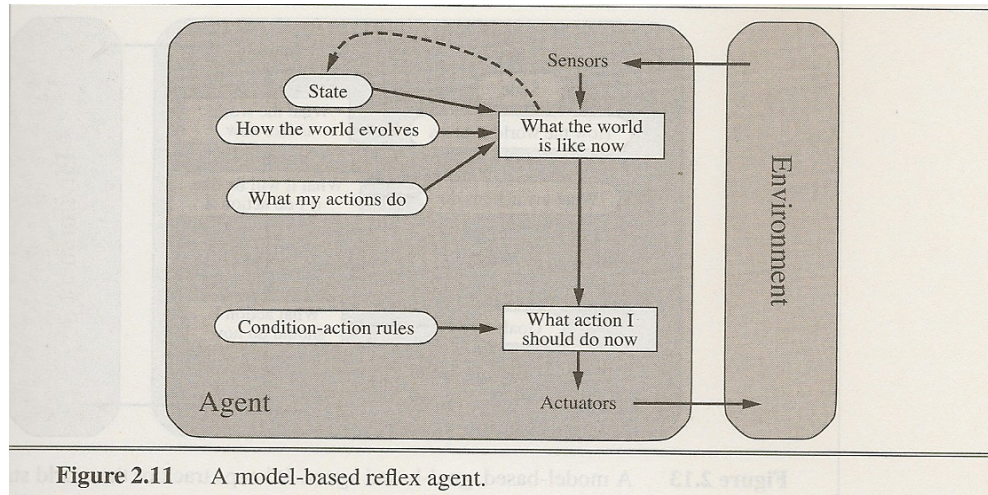 Sensors
State
How the world evolves
What the world
is like now
What my actions do
Environment
Condition-action rules
What action I
should do now
Agent
Actuators
Figure 2.11 A model-based reflex agent.